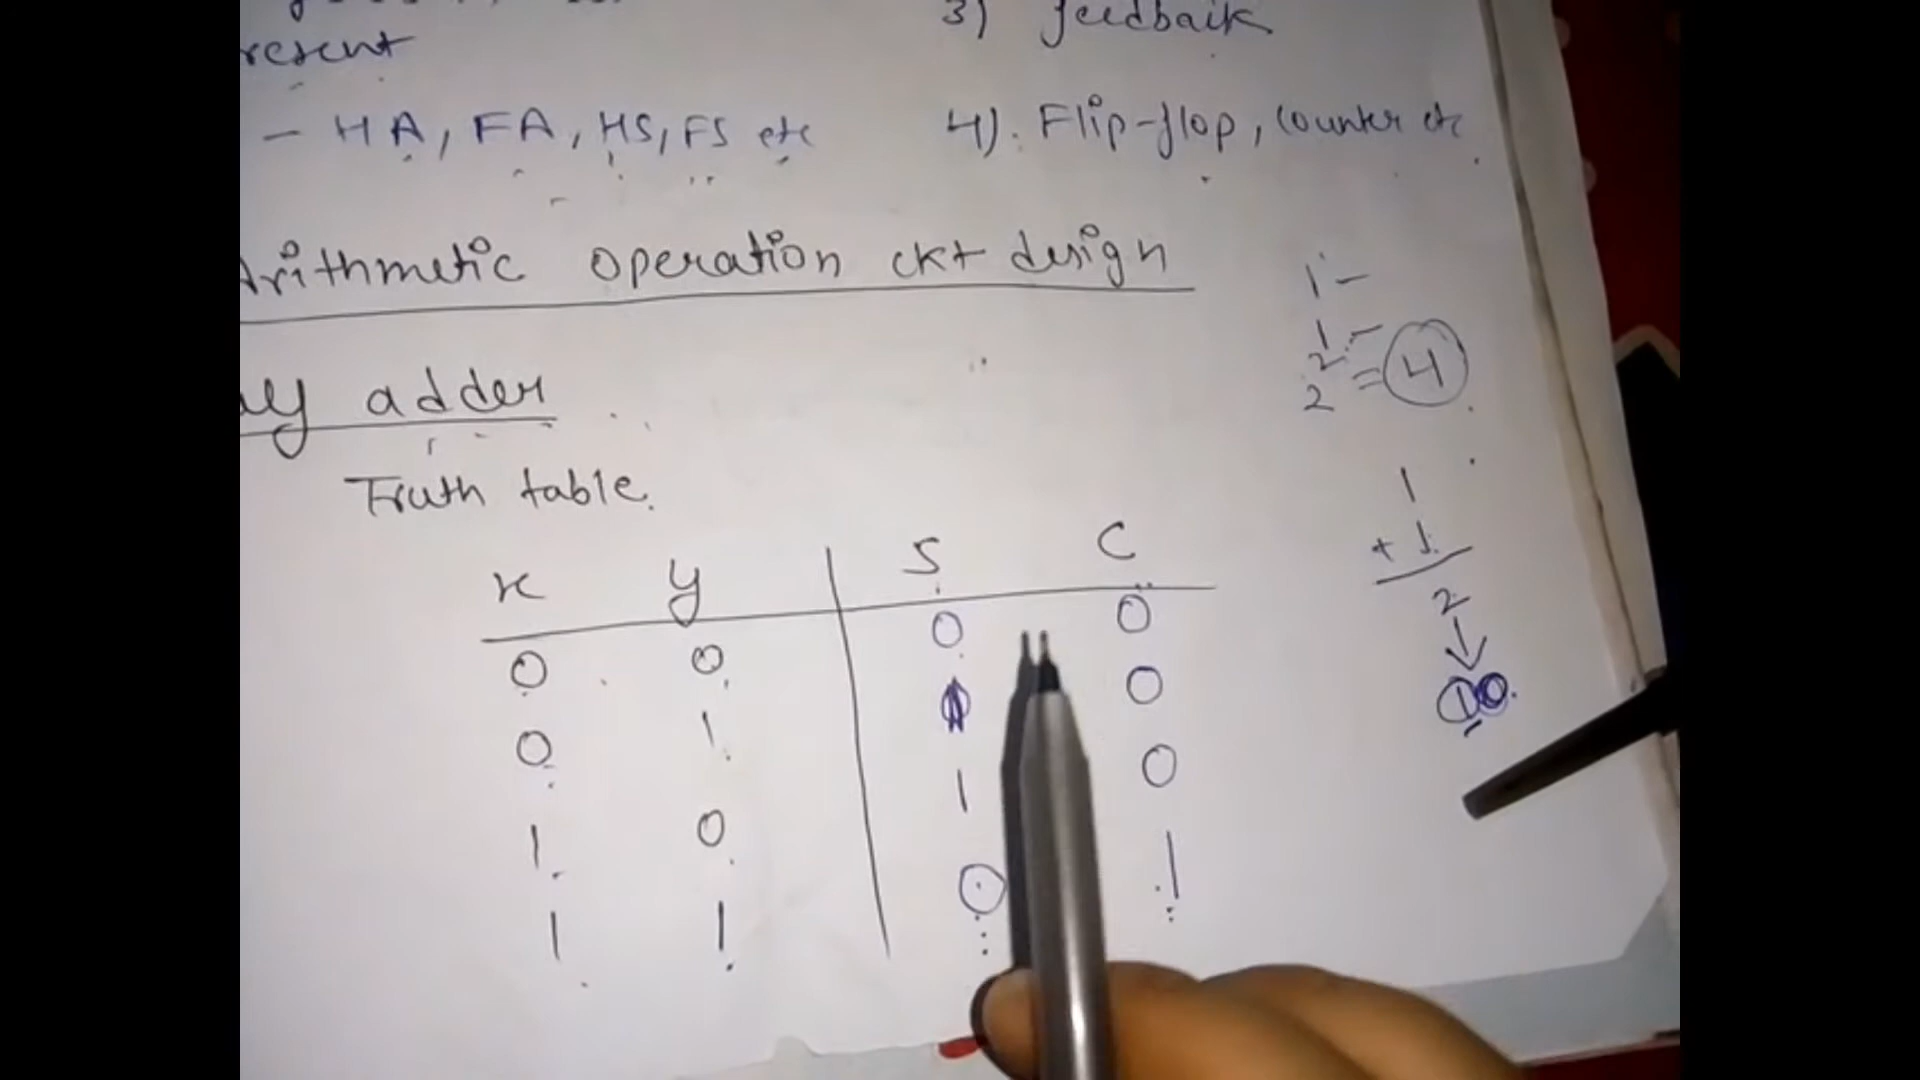 3) feedback
resent
- HA, FA, HS, FS etc
4). Flip-flop, counter etc
Arithmetic operation ckt design
1 -
1 -
2
2 = 4
adder
Truth table.
x y S C
0 0 0 0
0 1 1 0
1 0 1 0
1 1 0 1
1
+ 1
2
10